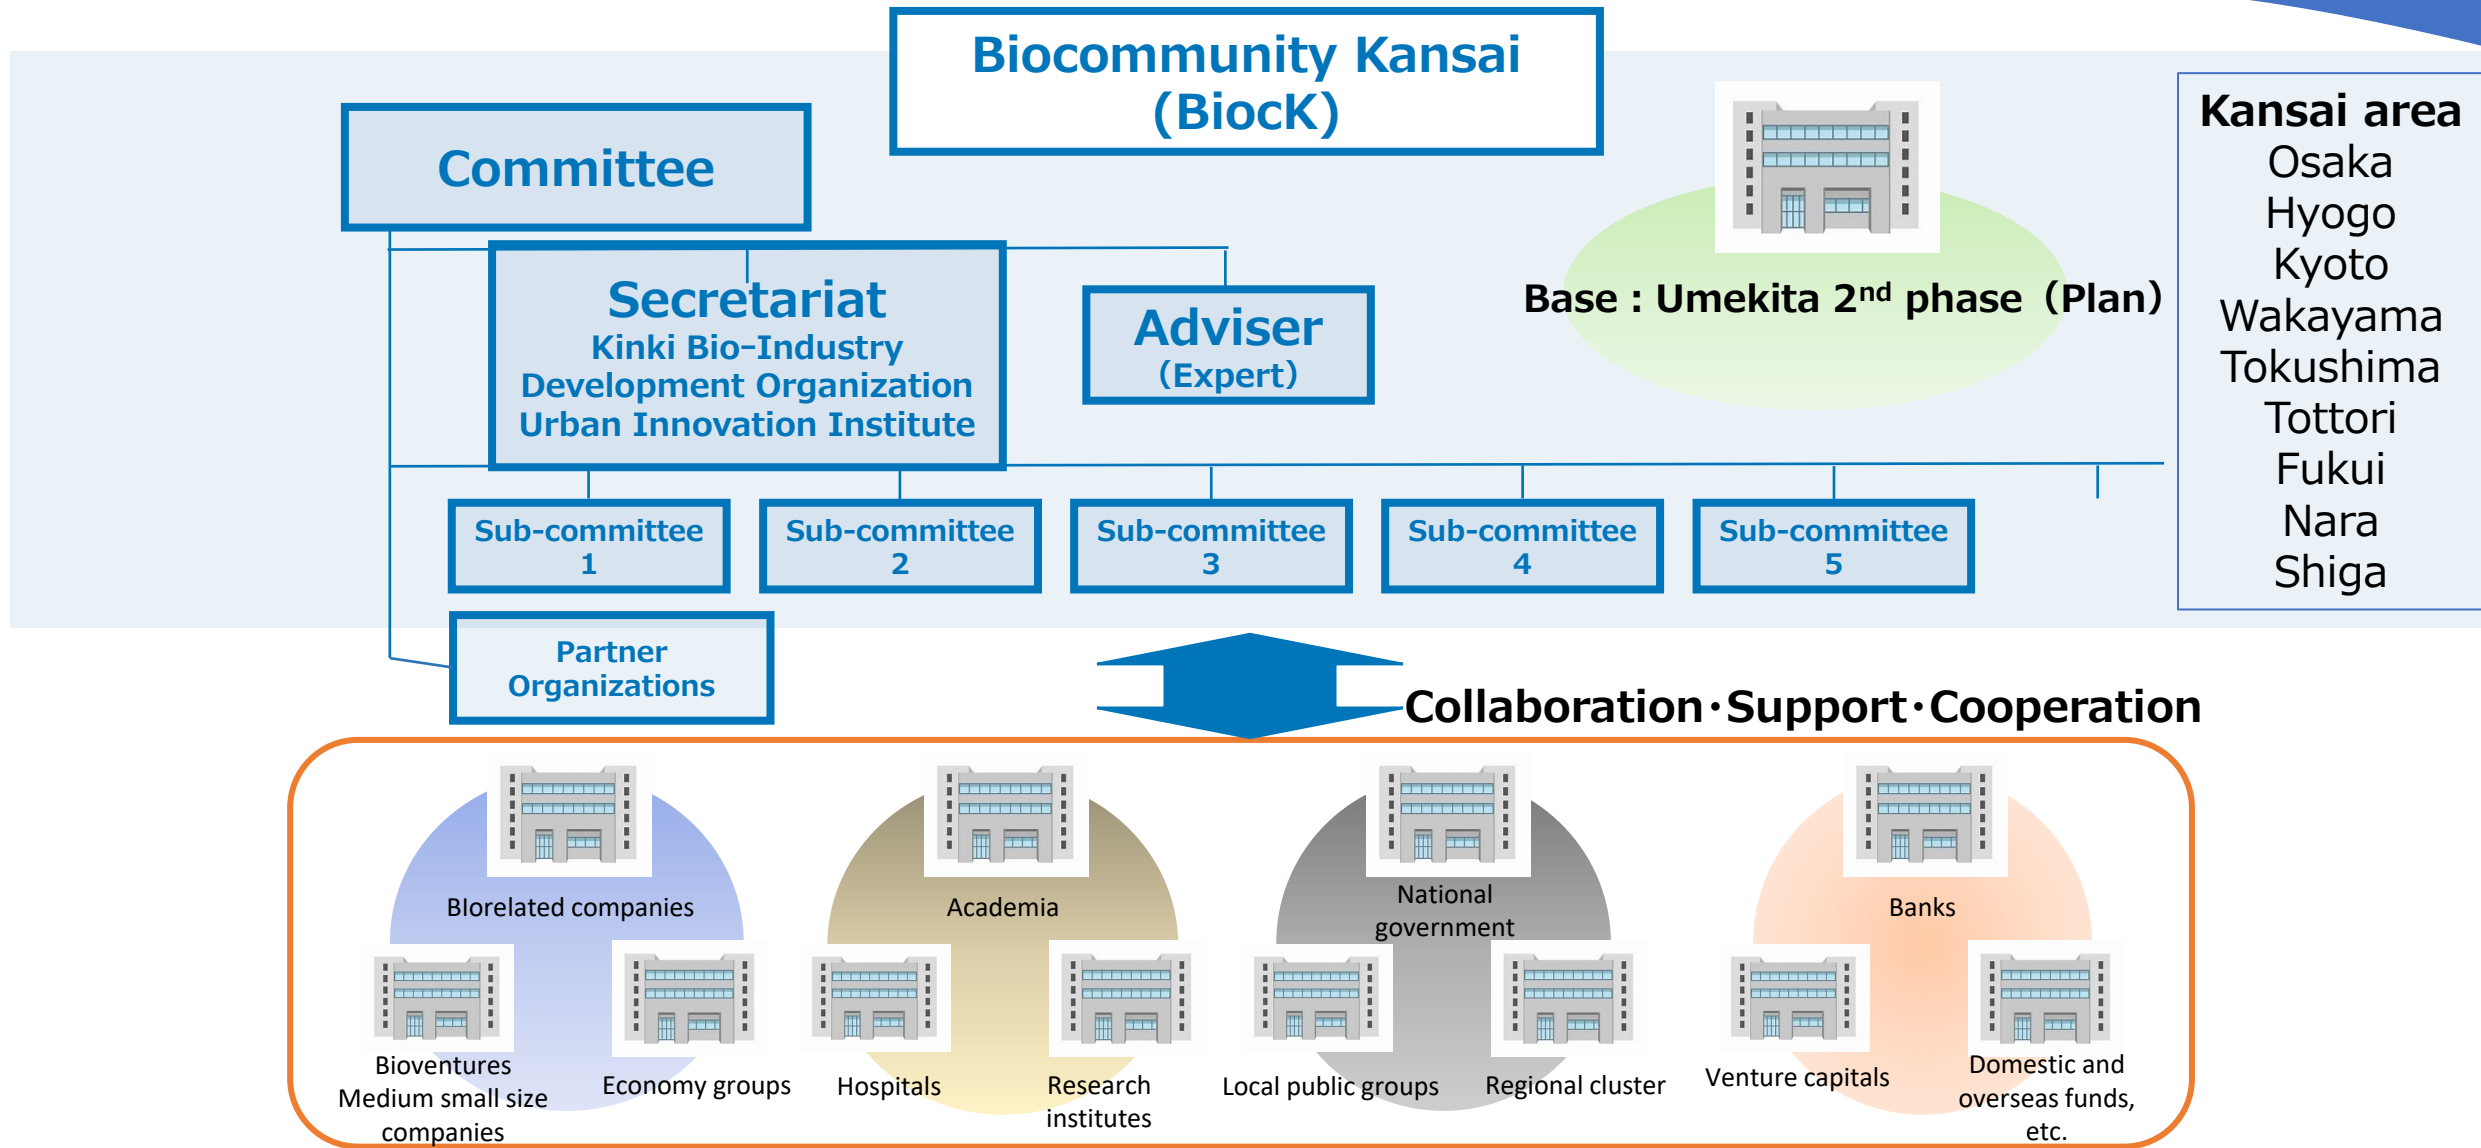 Biocommunity Kansai
(BiocK)
Committee
Secretariat
Kinki Bio-Industry
Development Organization
Urban Innovation Institute
Adviser
(Expert)
Base : Umekita 2nd phase (Plan)
Kansai area
Osaka
Hyogo
Kyoto
Wakayama
Tokushima
Tottori
Fukui
Nara
Shiga
Sub-committee
1
Sub-committee
2
Sub-committee
3
Sub-committee
4
Sub-committee
5
Partner
Organizations
Collaboration・Support・Cooperation
BIorelated companies
Bioventures
Medium small size
companies
Economy groups
Academia
Hospitals
Research
institutes
National
government
Local public groups
Regional cluster
Banks
Venture capitals
Domestic and
overseas funds,
etc.